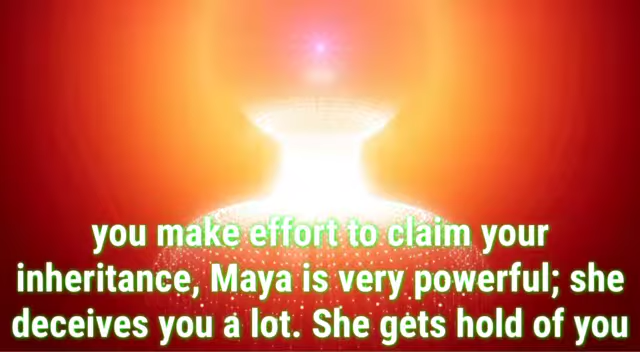 you make effort to claim your
inheritance, Maya is very powerful; she
deceives you a lot. She gets hold of you